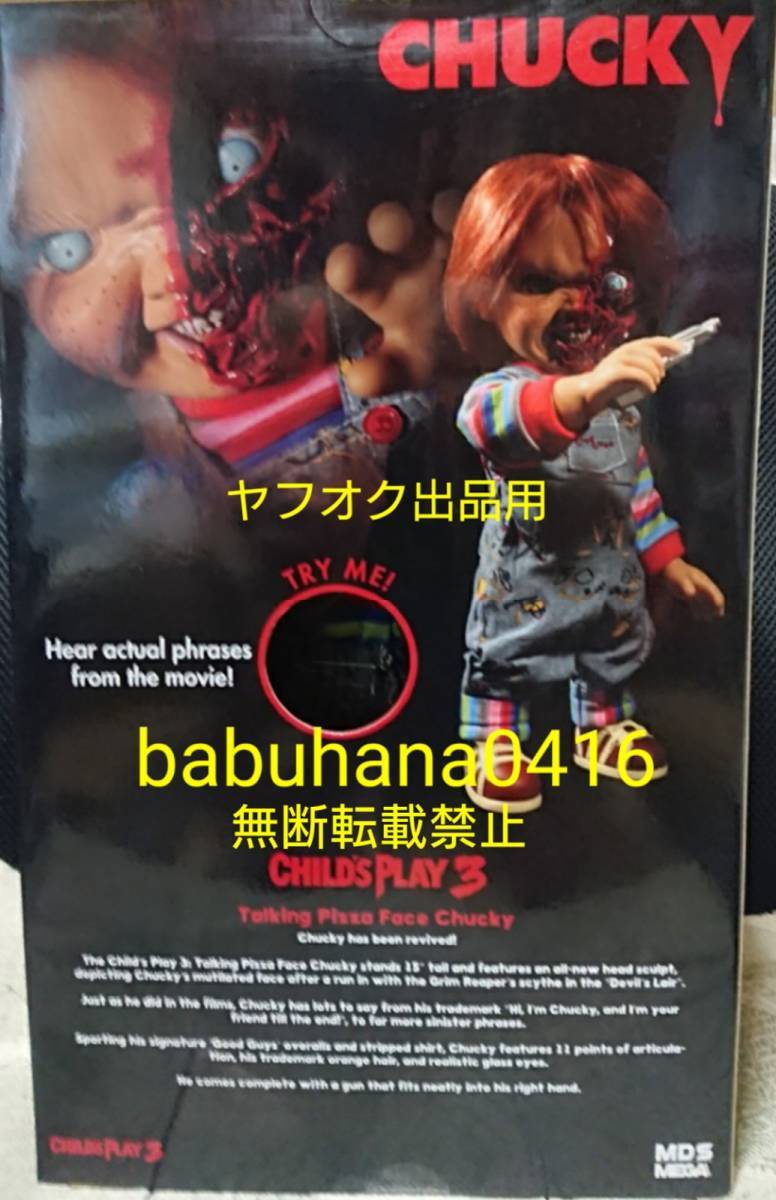 CHUCKY
ヤフオク出品用
TRY ME!
Hear actual phrases
from the movie!
babuhana0416
無断転載禁止
CHILD'S PLAY 3
Talking Pizza Face Chucky
Chucky has been revived!
The Child's Play 3: Talking Pizza Face Chucky stands 15" tall and features an all-new head sculpt,
depicting Chucky's mutilated face after a run in with the Grim Reaper's scythe in the "Devil's Lair".
Just as he did in the films, Chucky has lots to say from his trademark "Hi, I'm Chucky, and I'm your
friend till the end!", to far more sinister phrases.
Sporting his signature 'Good Guys' overalls and stripped shirt, Chucky features 11 points of articula-
tion, his trademark orange hair, and realistic glass eyes.
He comes complete with a gun that fits neatly into his right hand.
CHILD'S PLAY 3
MDS
MEGA